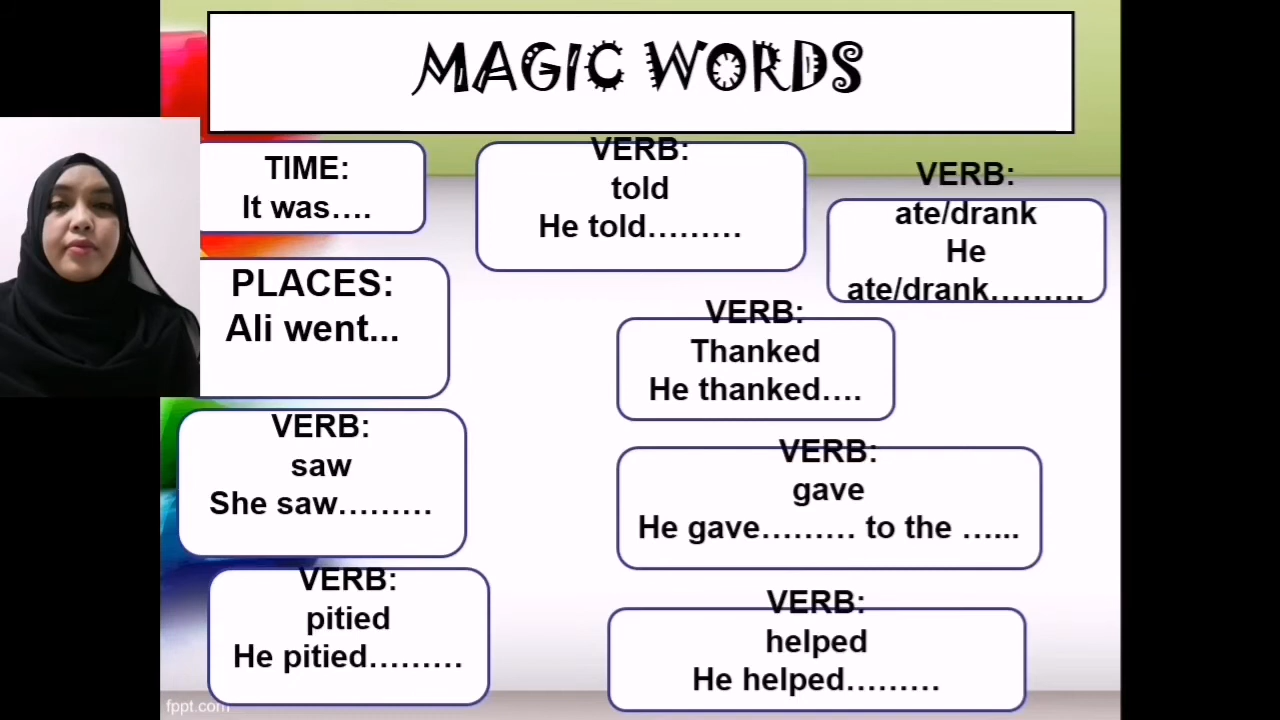 MAGIC WORDS
TIME:
It was....
PLACES:
Ali went...
VERB:
saw
She saw.........
VERB:
pitied
He pitied.........
VERB:
told
He told.........
VERB:
ate/drank
He
ate/drank.........
VERB:
Thanked
He thanked....
VERB:
gave
He gave......... to the ......
VERB:
helped
He helped.........
fppt.com